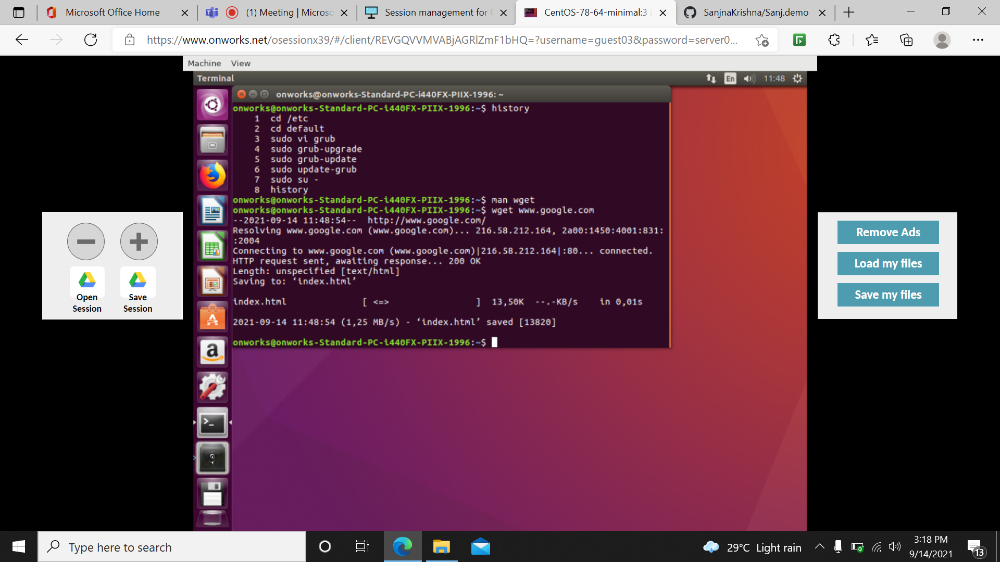 Microsoft Office Home
(1) Meeting | Microso
Session management for
CentOS-78-64-minimal:3
SanjnaKrishna/Sanj.demo
https://www.onworks.net/osessionx39/#/client/REVGQVVMVABjAGRlZmF1bHQ=?username=guest03&password=server0...
Machine View
Terminal
En
11:48
onworks@onworks-Standard-PC-i440FX-PIIX-1996: ~
onworks@onworks-Standard-PC-i440FX-PIIX-1996:~$ history
1 cd /etc
2 cd default
3 sudo vi grub
4 sudo grub-upgrade
5 sudo grub-update
6 sudo update-grub
7 sudo su -
8 history
onworks@onworks-Standard-PC-i440FX-PIIX-1996:~$ man wget
onworks@onworks-Standard-PC-i440FX-PIIX-1996:~$ wget www.google.com
--2021-09-14 11:48:54-- http://www.google.com/
Resolving www.google.com (www.google.com)... 216.58.212.164, 2a00:1450:4001:831:
:2004
Connecting to www.google.com (www.google.com)|216.58.212.164|:80... connected.
HTTP request sent, awaiting response... 200 OK
Length: unspecified [text/html]
Saving to: ‘index.html’
index.html [ <=> ] 13,50K --.-KB/s in 0,01s
2021-09-14 11:48:54 (1,25 MB/s) - ‘index.html’ saved [13820]
onworks@onworks-Standard-PC-i440FX-PIIX-1996:~$
Open
Session
Save
Session
Remove Ads
Load my files
Save my files
Type here to search
29°C Light rain
3:18 PM
9/14/2021
13